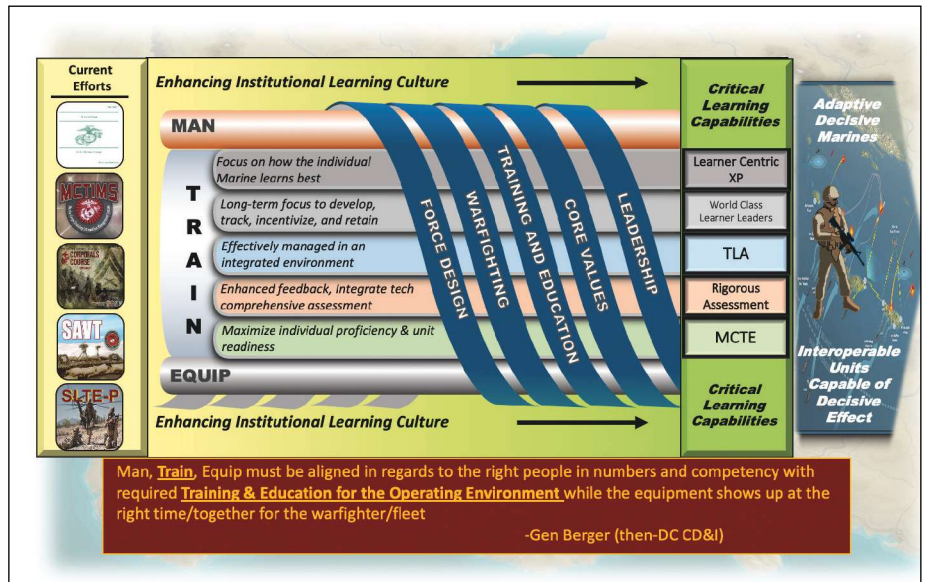 Current
Efforts
MCTIMS
CORPORALS
COURSE
SAVT
SLTE-P
Enhancing Institutional Learning Culture
MAN
TRAIN
Focus on how the individual
Marine learns best
Long-term focus to develop,
track, incentivize, and retain
Effectively managed in an
integrated environment
Enhanced feedback, integrate tech
comprehensive assessment
Maximize individual proficiency & unit
readiness
EQUIP
Enhancing Institutional Learning Culture
FORCE DESIGN
WARFIGHTING
TRAINING AND EDUCATION
CORE VALUES
LEADERSHIP
Critical
Learning
Capabilities
Learner Centric
XP
World Class
Learner Leaders
TLA
Rigorous
Assessment
MCTE
Critical
Learning
Capabilities
Adaptive
Decisive
Marines
Interoperable
Units
Capable of
Decisive
Effect
Man, Train, Equip must be aligned in regards to the right people in numbers and competency with
required Training & Education for the Operating Environment while the equipment shows up at the
right time/together for the warfighter/fleet
-Gen Berger (then-DC CD&I)